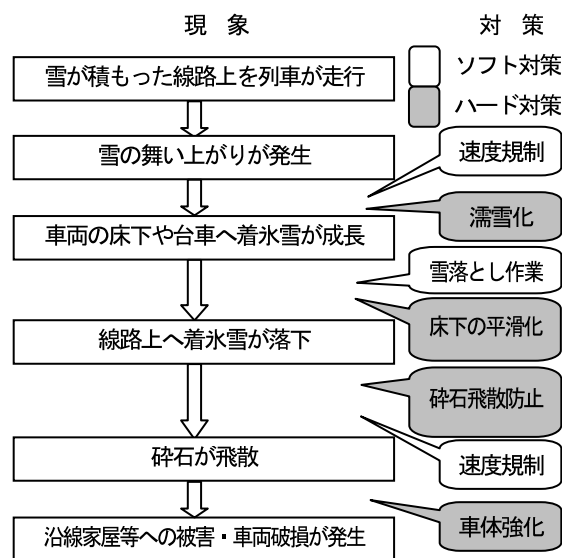 現　象
対　策
ソフト対策
ハード対策
雪が積もった線路上を列車が走行
雪の舞い上がりが発生
速度規制
濡雪化
車両の床下や台車へ着氷雪が成長
雪落とし作業
床下の平滑化
線路上へ着氷雪が落下
砕石飛散防止
砕石が飛散
速度規制
車体強化
沿線家屋等への被害・車両破損が発生